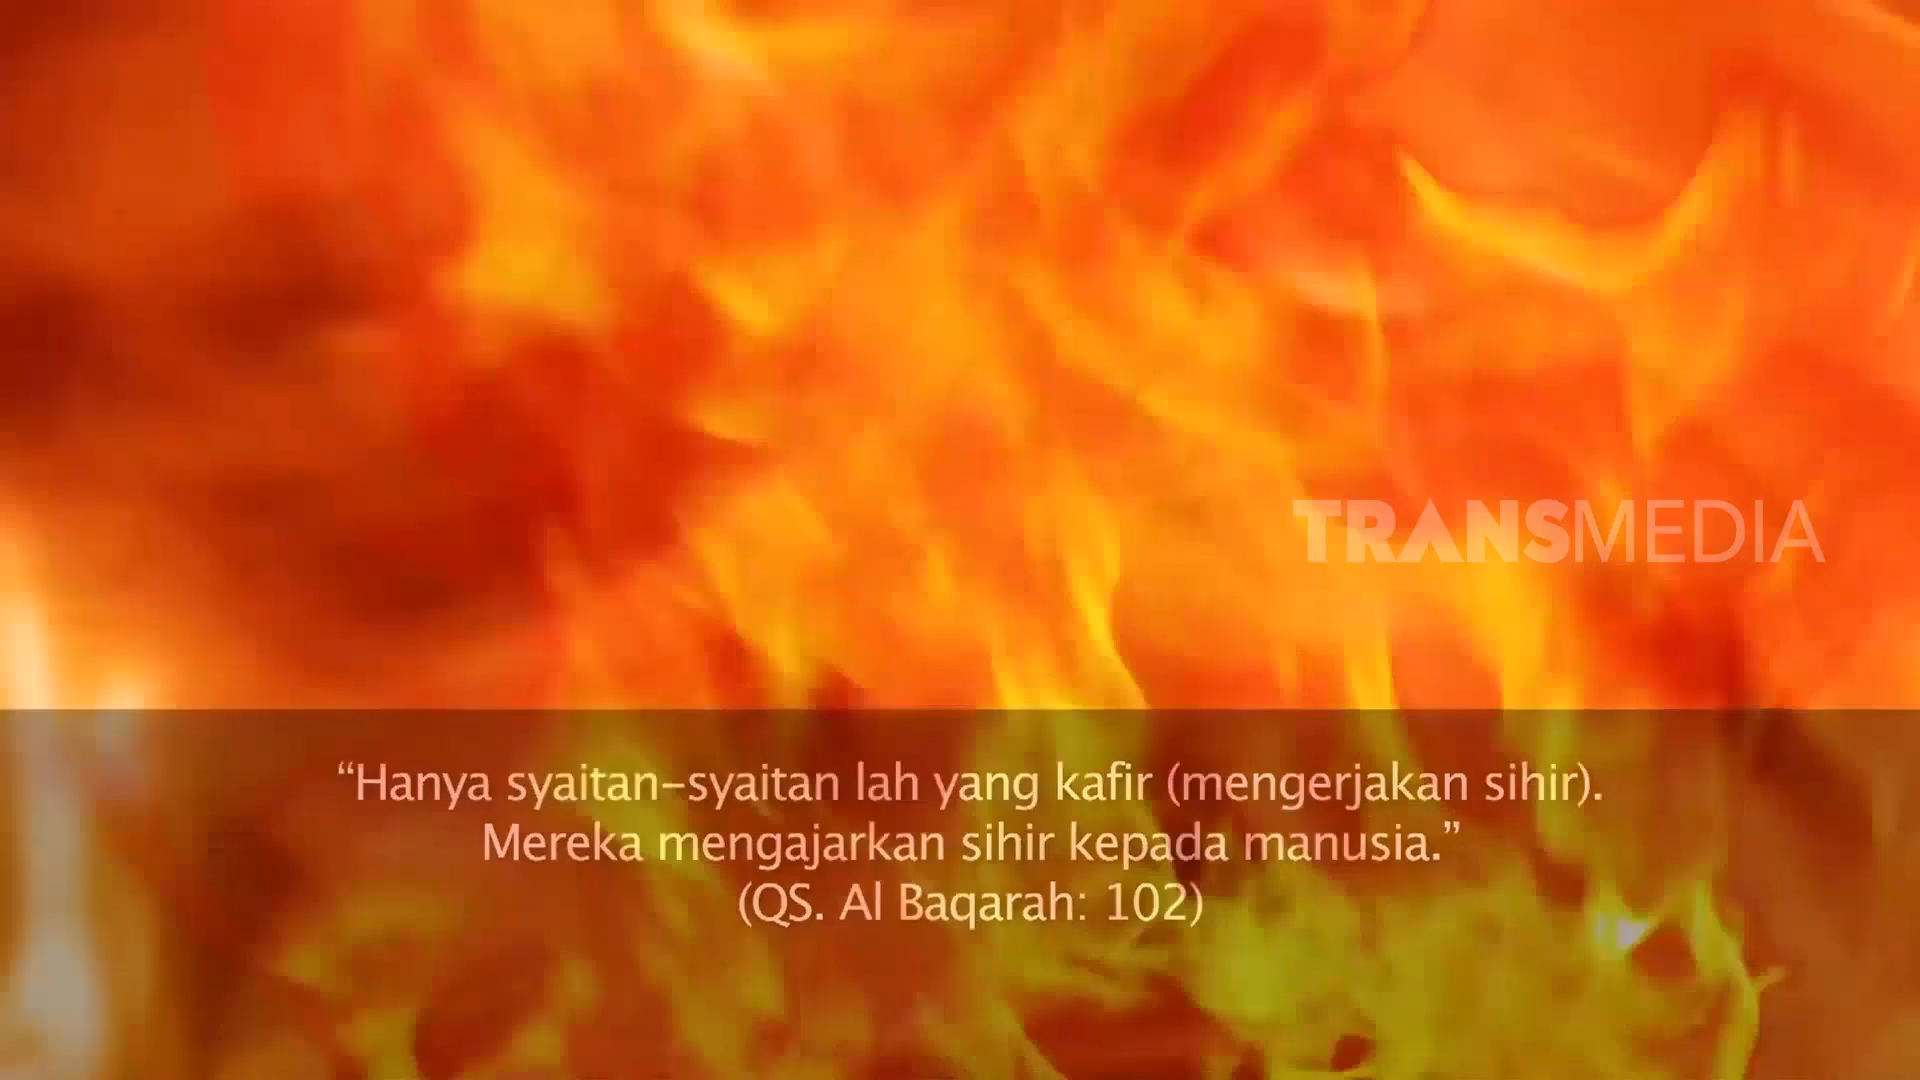 TRANSMEDIA
“Hanya syaitan-syaitan lah yang kafir (mengerjakan sihir).
Mereka mengajarkan sihir kepada manusia.”
(QS. Al Baqarah: 102)